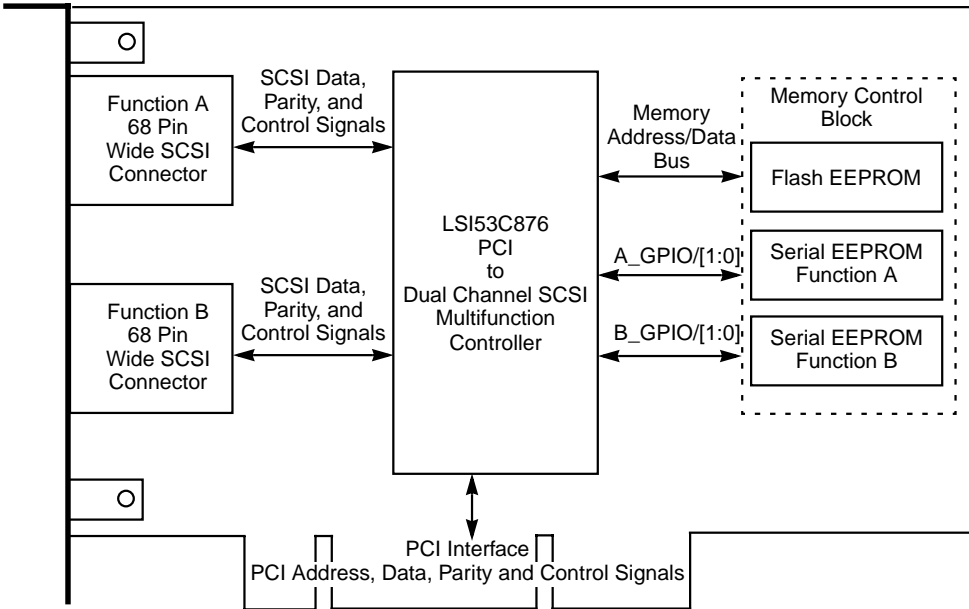 Function A
68 Pin
Wide SCSI
Connector
SCSI Data,
Parity, and
Control Signals
Function B
68 Pin
Wide SCSI
Connector
SCSI Data,
Parity, and
Control Signals
LSI53C876
PCI
to
Dual Channel SCSI
Multifunction
Controller
Memory
Address/Data
Bus
A_GPIO/[1:0]
B_GPIO/[1:0]
Memory Control
Block
Flash EEPROM
Serial EEPROM
Function A
Serial EEPROM
Function B
PCI Interface
PCI Address, Data, Parity and Control Signals